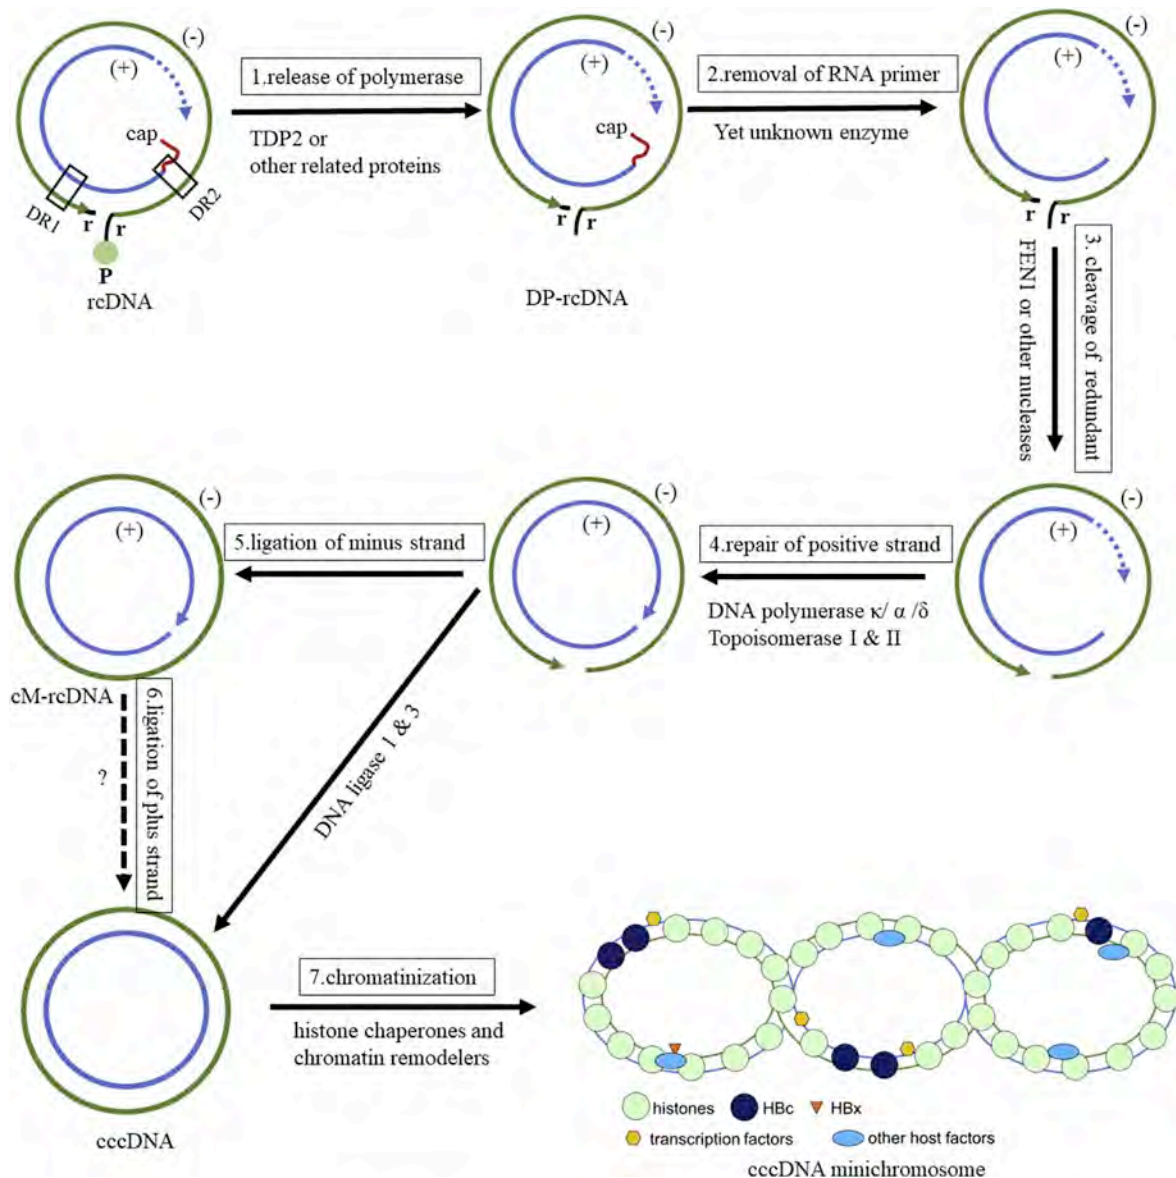 (-)
(+)
cap
DR1
r
r
DR2
P
rcDNA
1.release of polymerase
TDP2 or
other related proteins
(-)
(+)
cap
r
r
DP-rcDNA
2.removal of RNA primer
Yet unknown enzyme
(-)
(+)
r
r
3. cleavage of redundant
FEN1 or other nucleases
(-)
(+)
4.repair of positive strand
DNA polymerase κ/ α /δ
Topoisomerase I & II
(-)
(+)
5.ligation of minus strand
(-)
(+)
cM-rcDNA
6.ligation of plus strand
?
DNA ligase 1 & 3
cccDNA
7.chromatinization
histone chaperones and
chromatin remodelers
histones
HBc
HBx
transcription factors
other host factors
cccDNA minichromosome